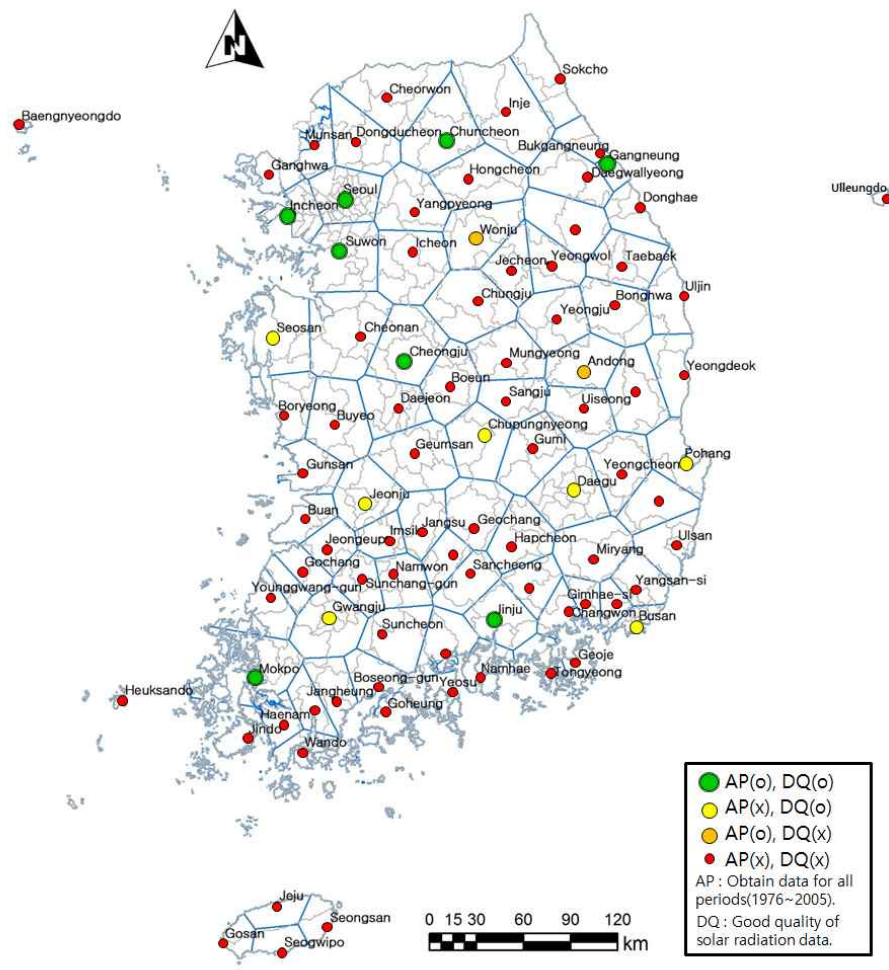 N
Sokcho
Cheorwon
Inje
Baengnyeongdo
Munsan
Dongducheon
Chuncheon
Bukgangneung
Gangneung
Ganghwa
Hongcheon
Daegwallyeong
Seoul
Ulleungdo
Incheon
Yangpyeong
Donghae
Wonju
Suwon
Icheon
Jecheon
Yeongwol
Taebaek
Chungju
Uljin
Bonghwa
Yeongju
Seosan
Cheonan
Cheongju
Mungyeong
Andong
Yeongdeok
Boeun
Sangju
Boryeong
Buyeo
Daejeon
Uiseong
Chupungnyeong
Geumsan
Gumi
Pohang
Gunsan
Yeongcheon
Jeonju
Daegu
Buan
Imsil
Jangsu
Geochang
Jeongeup
Hapcheon
Ulsan
Gochang
Namwon
Miryang
Younggwang-gun
Sunchang-gun
Sancheong
Yangsan-si
Gimhae-si
Gwangju
Jinju
Changwon
Busan
Suncheon
Mokpo
Boseong-gun
Geoje
Heuksando
Jangheung
Yeosu
Namhae
Tongyeong
Haenam
Goheung
Jindo
Wando
AP(o), DQ(o)
AP(x), DQ(o)
AP(o), DQ(x)
AP(x), DQ(x)
AP : Obtain data for all
periods(1976~2005).
DQ : Good quality of
solar radiation data.
Jeju
Seongsan
Gosan
Seogwipo
0 15 30 60 90 120
km